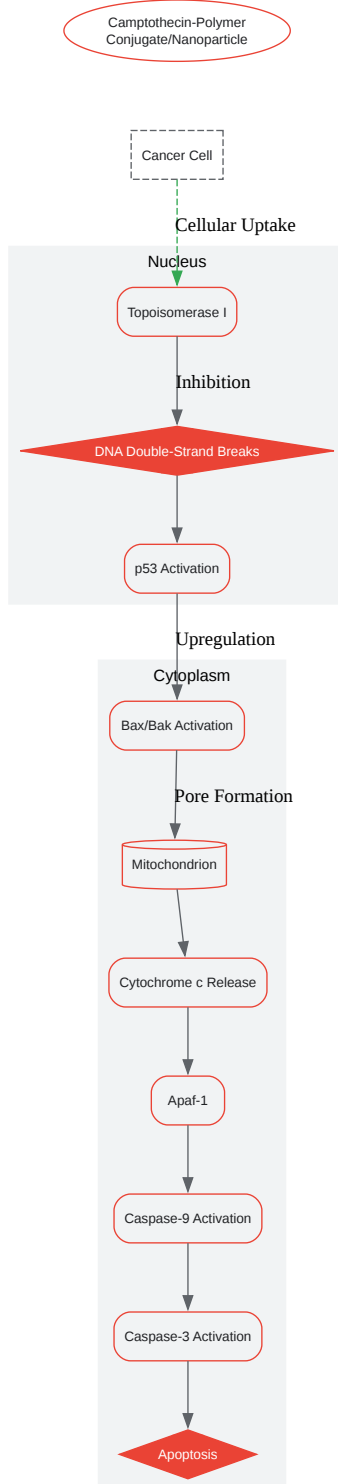 Camptothecin-Polymer
Conjugate/Nanoparticle
Cancer Cell
Cellular Uptake
Nucleus
Topoisomerase I
Inhibition
DNA Double-Strand Breaks
p53 Activation
Upregulation
Cytoplasm
Bax/Bak Activation
Pore Formation
Mitochondrion
Cytochrome c Release
Apaf-1
Caspase-9 Activation
Caspase-3 Activation
Apoptosis